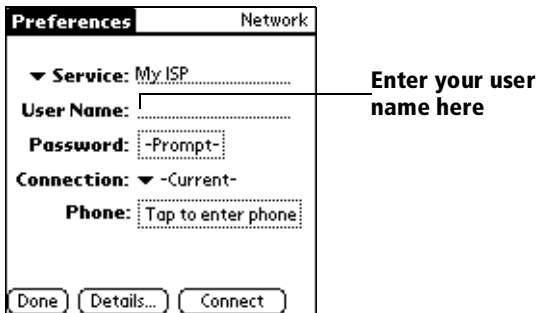 Preferences Network
Service: My ISP
User Name:
Password: -Prompt-
Connection: -Current-
Phone: Tap to enter phone
Done Details... Connect
Enter your user
name here